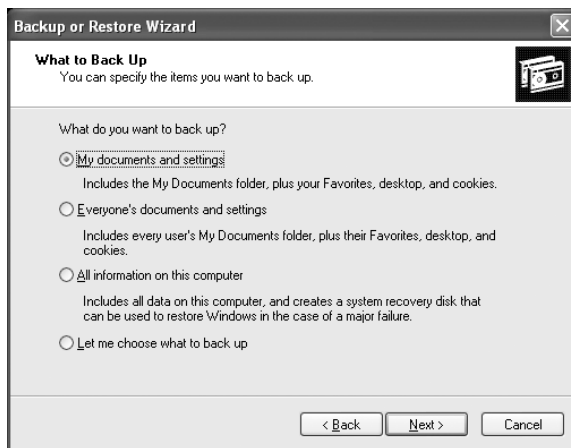 Backup or Restore Wizard
What to Back Up
You can specify the items you want to back up.
What do you want to back up?
My documents and settings
Includes the My Documents folder, plus your Favorites, desktop, and cookies.
Everyone's documents and settings
Includes every user's My Documents folder, plus their Favorites, desktop, and
cookies.
All information on this computer
Includes all data on this computer, and creates a system recovery disk that
can be used to restore Windows in the case of a major failure.
Let me choose what to back up
< Back Next > Cancel